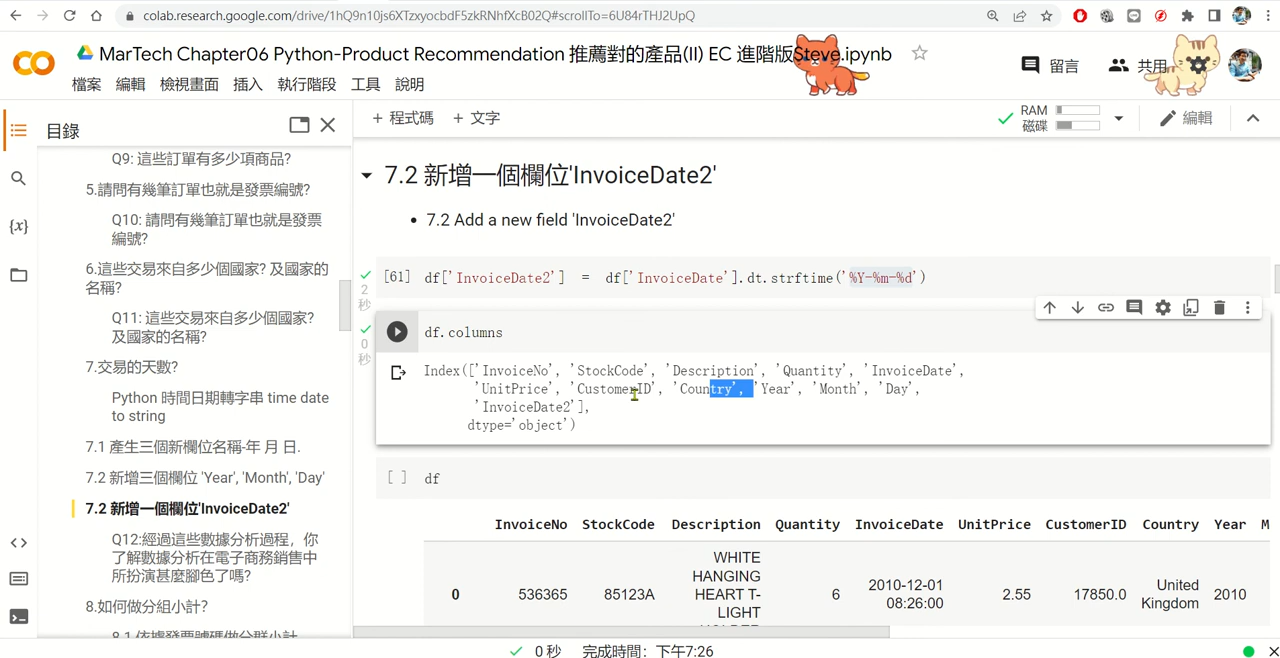 colab.research.google.com/drive/1hQ9n10js6XTzxyocbdF5zkRNhfXcB02Q#scrollTo=6U84rTHJ2UpQ
MarTech Chapter06 Python-Product Recommendation 推薦對的產品(II) EC 進階版Steve.ipynb
檔案 編輯 檢視畫面 插入 執行階段 工具 說明
留言
共用
目錄
Q9: 這些訂單有多少項商品?
5.請問有幾筆訂單也就是發票編號?
Q10: 請問有幾筆訂單也就是發票
編號?
6.這些交易來自多少個國家? 及國家的
名稱?
Q11: 這些交易來自多少個國家?
及國家的名稱?
7.交易的天數?
Python 時間日期轉字串 time date
to string
7.1 產生三個新欄位名稱-年 月 日.
7.2 新增三個欄位 'Year', 'Month', 'Day'
7.2 新增一個欄位'InvoiceDate2'
Q12:經過這些數據分析過程，你
了解數據分析在電子商務銷售中
所扮演甚麼腳色了嗎?
8.如何做分組小計?
8.1 依據發票號碼做分群小計
+ 程式碼 + 文字
RAM
磁碟
編輯
7.2 新增一個欄位'InvoiceDate2'
• 7.2 Add a new field 'InvoiceDate2'
[61] df['InvoiceDate2'] = df['InvoiceDate'].dt.strftime('%Y-%m-%d')
2
秒
df.columns
0
秒
Index(['InvoiceNo', 'StockCode', 'Description', 'Quantity', 'InvoiceDate',
'UnitPrice', 'CustomerID', 'Country', 'Year', 'Month', 'Day',
'InvoiceDate2'],
dtype='object')
[ ] df
InvoiceNo StockCode Description Quantity InvoiceDate UnitPrice CustomerID Country Year M
0 536365 85123A WHITE HANGING HEART T-LIGHT 6 2010-12-01 08:26:00 2.55 17850.0 United Kingdom 2010
0 秒 完成時間：下午7:26